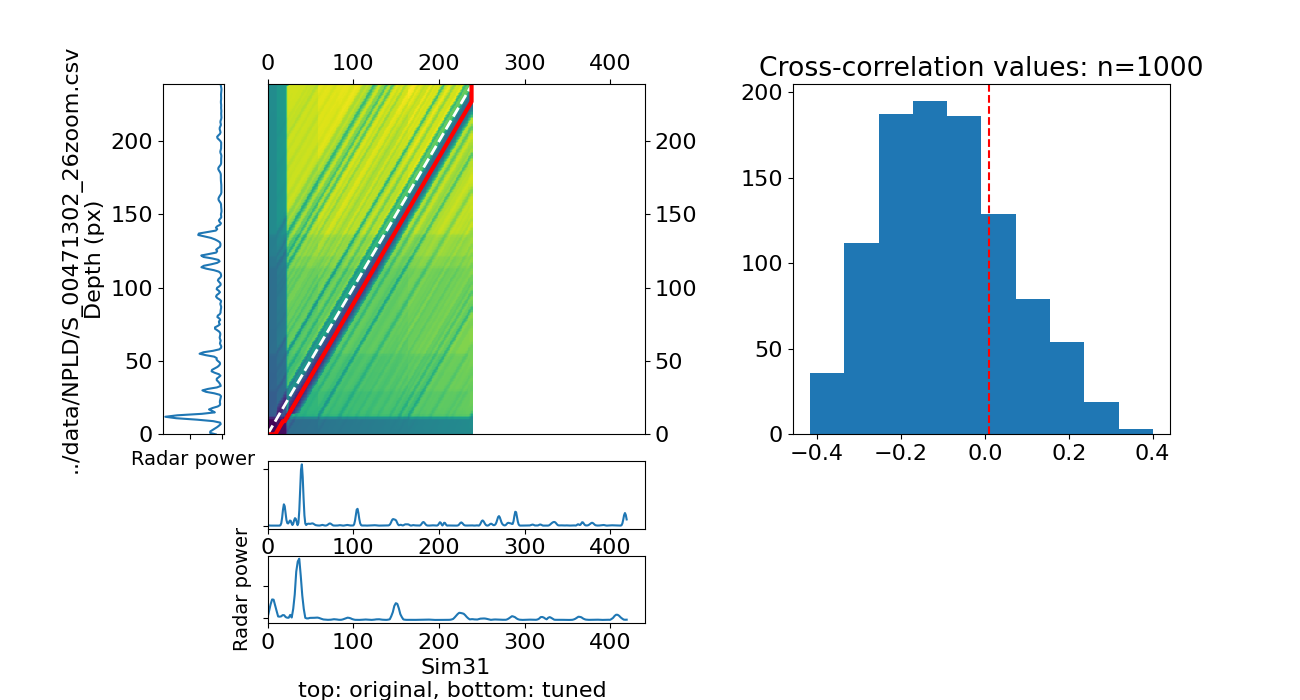 ../data/NPLD/S_00471302_26zoom.csv
Depth (px)
0 50 100 150 200
Radar power
0 100 200 300 400
0 50 100 150 200
0 100 200 300 400
Radar power
0 100 200 300 400
Sim31
top: original, bottom: tuned
Cross-correlation values: n=1000
0 50 100 150 200
−0.4 −0.2 0.0 0.2 0.4